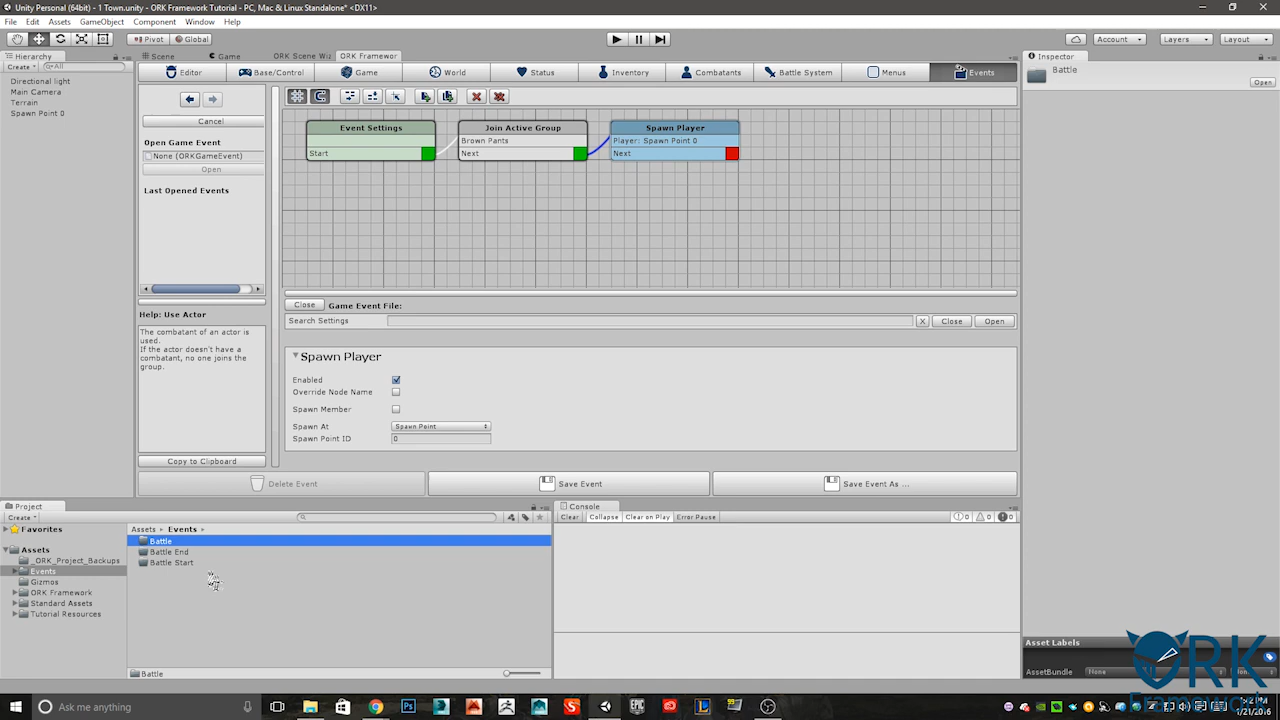 Unity Personal (64bit) - 1 Town.unity - ORK Framework Tutorial - PC, Mac & Linux Standalone* <DX11>
File Edit Assets GameObject Component Window Help
Pivot Global Account Layers Layout
Hierarchy Scene Game ORK Scene Wiz ORK Framewor Inspector
Create All
Editor Base/Control Game World Status Inventory Combatants Battle System Menus Events
Battle
Open
Directional light
Main Camera
Terrain
Spawn Point 0
Cancel
Open Game Event
None (ORKGameEvent)
Open
Last Opened Events
Event Settings
Start
Join Active Group
Brown Pants
Next
Spawn Player
Player: Spawn Point 0
Next
Close Game Event File:
Search Settings X Close Open
Help: Use Actor
The combatant of an actor is
used.
If the actor doesn't have a
combatant, no one joins the
group.
Copy to Clipboard
Spawn Player
Enabled
Override Node Name
Spawn Member
Spawn At Spawn Point
Spawn Point ID 0
Delete Event Save Event Save Event As ...
Project Console
Create
Clear Collapse Clear on Play Error Pause 0 0 0
Favorites
Assets
_ORK_Project_Backups
Events
Gizmos
ORK Framework
Standard Assets
Tutorial Resources
Assets Events
Battle
Battle End
Battle Start
Battle
Asset Labels
AssetBundle None
ORK
Framework
Ask me anything
1/21/2016